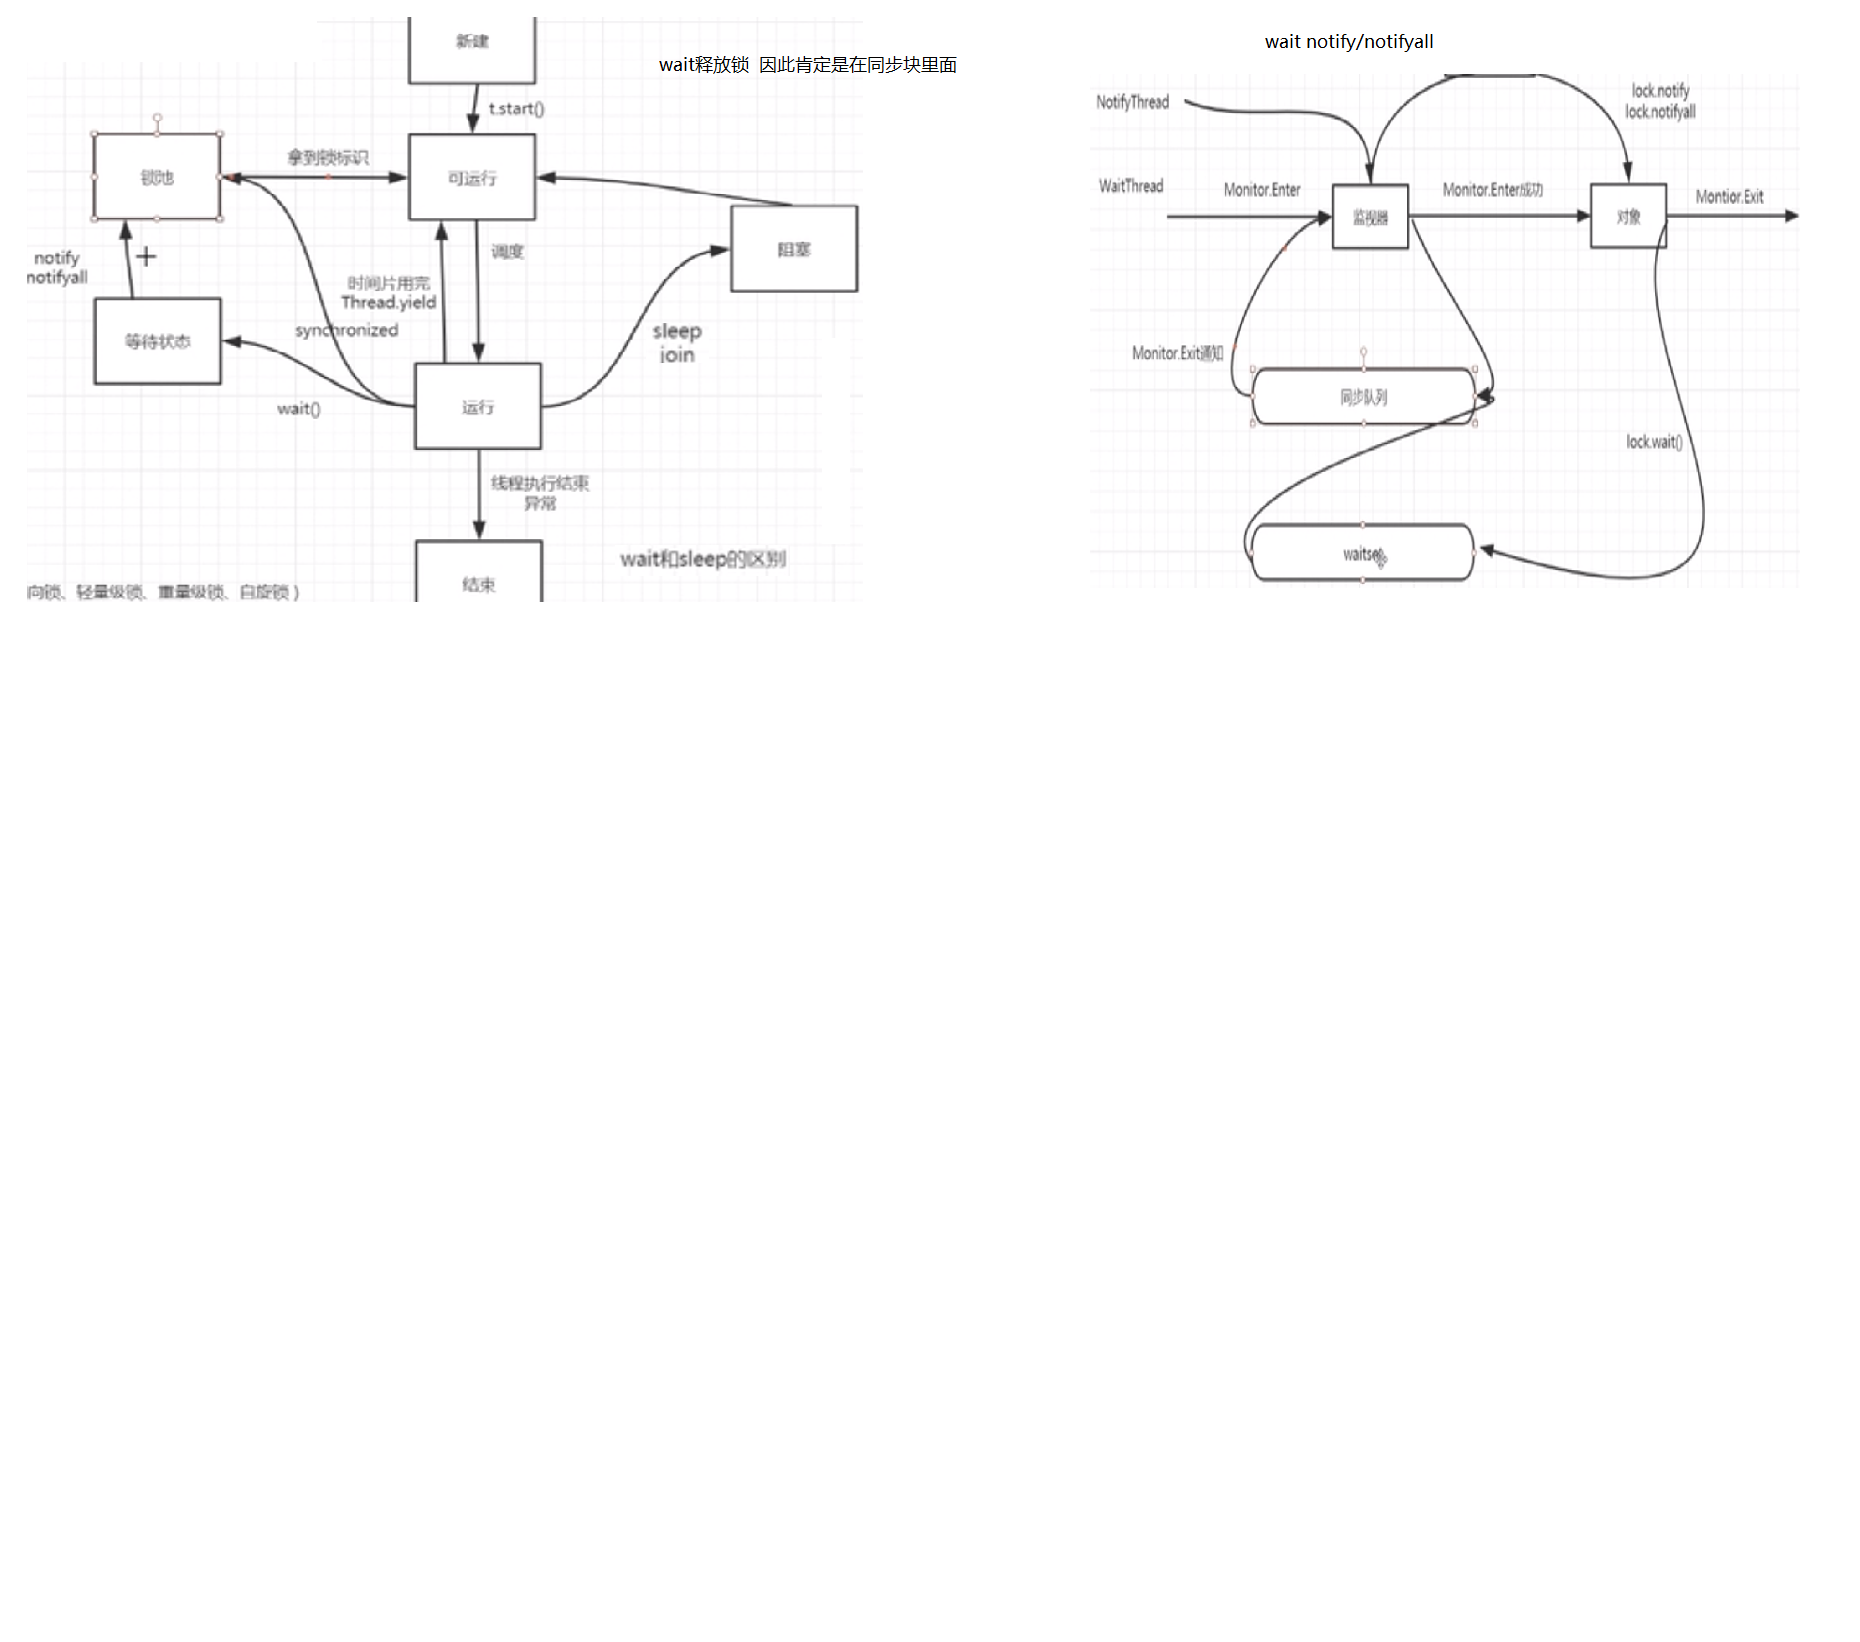 新建
wait释放锁 因此肯定是在同步块里面
t.start()
拿到锁标识
锁池
可运行
阻塞
调度
notify
notifyall
时间片用完
Thread.yield
synchronized
等待状态
sleep
join
wait()
运行
线程执行结束
异常
wait和sleep的区别
结束
向锁、轻量级锁、重量级锁、自旋锁）
wait notify/notifyall
NotifyThread
lock.notify
lock.notifyall
WaitThread
Monitor.Enter
Monitor.Enter成功
Montior.Exit
监视器
对象
Monitor.Exit通知
同步队列
lock.wait()